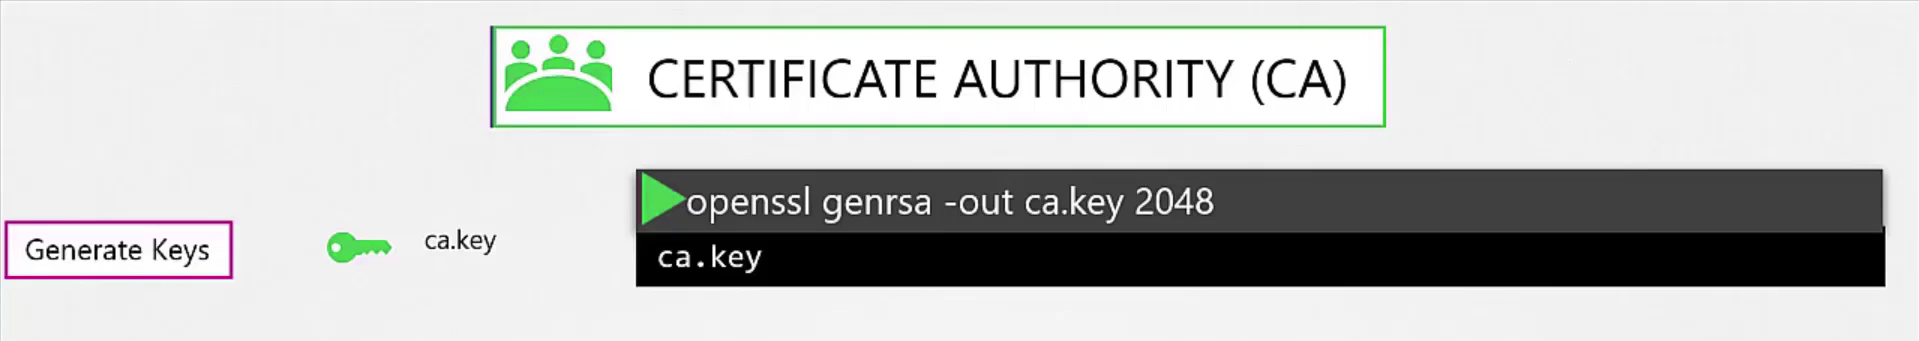 CERTIFICATE AUTHORITY (CA)
Generate Keys
ca.key
openssl genrsa -out ca.key 2048
ca.key